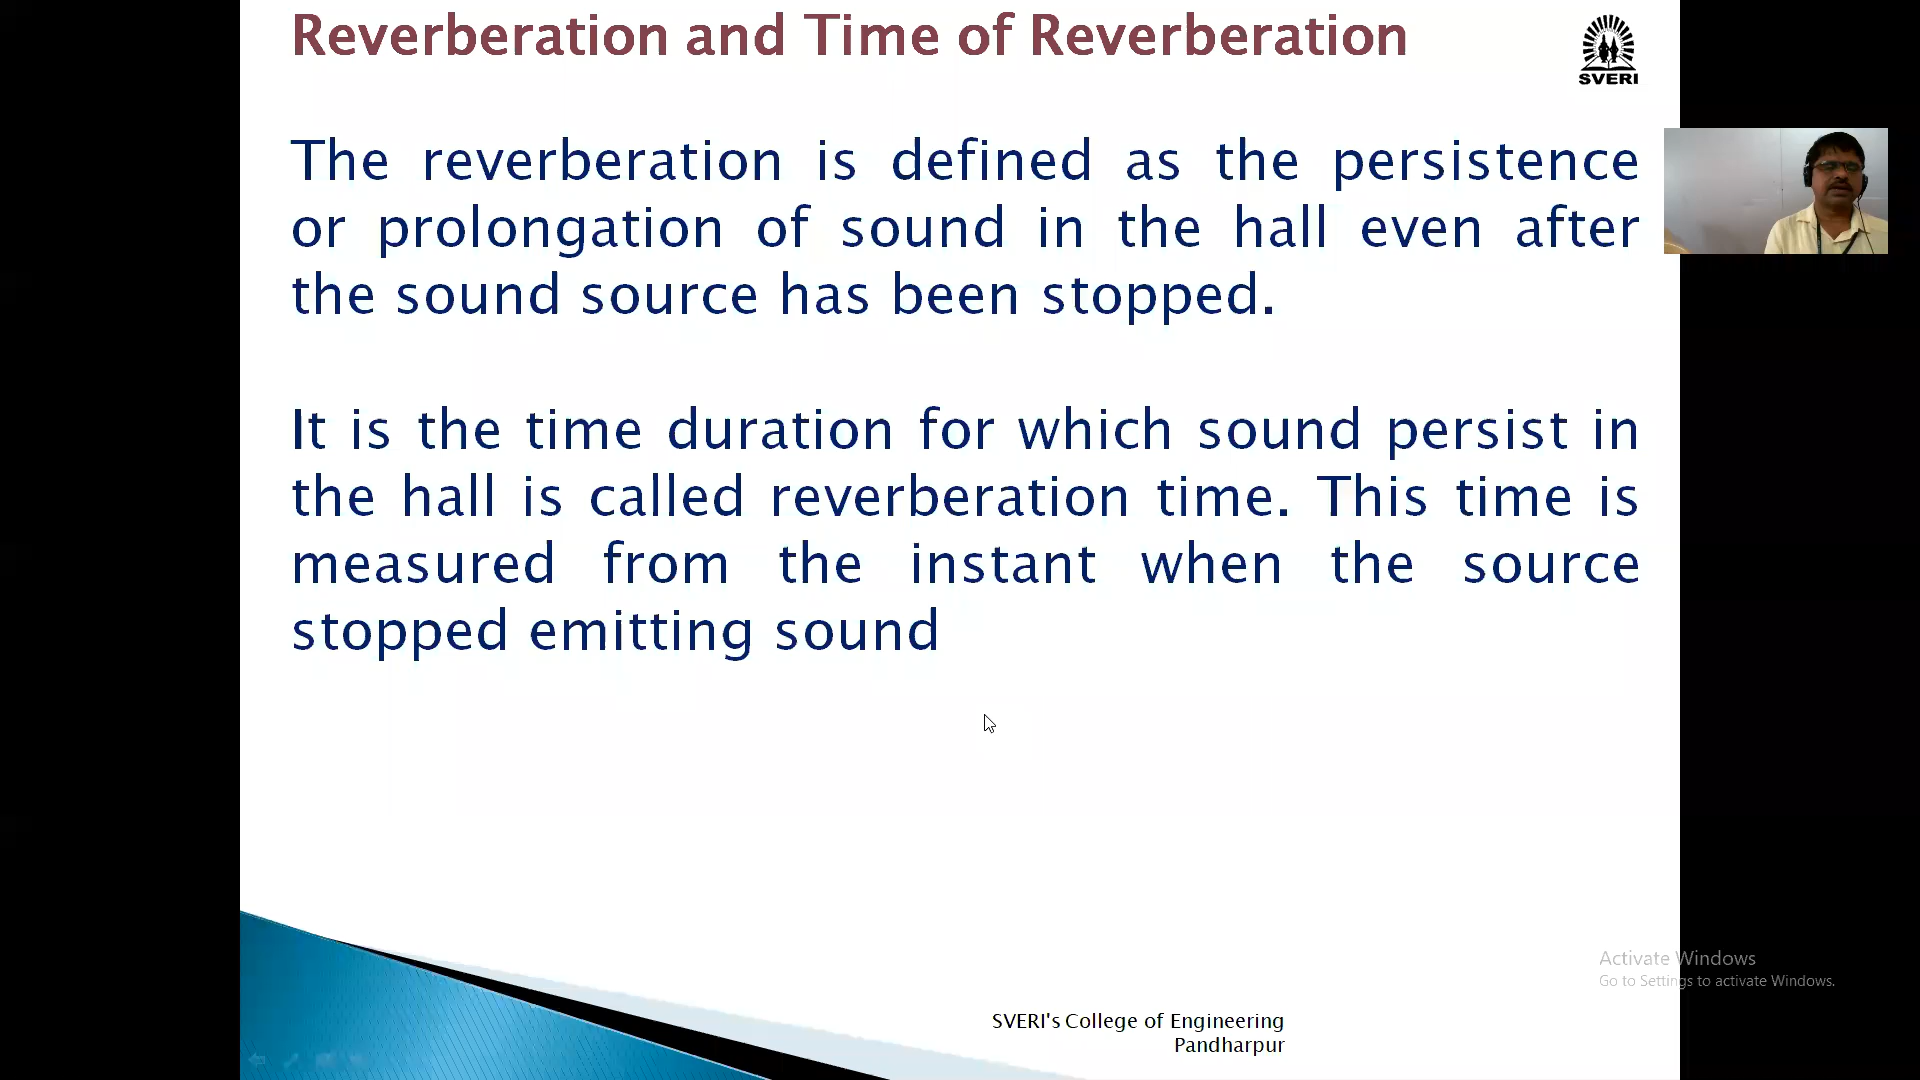 Reverberation and Time of Reverberation
SVERI
The reverberation is defined as the persistence
or prolongation of sound in the hall even after
the sound source has been stopped.
It is the time duration for which sound persist in
the hall is called reverberation time. This time is
measured from the instant when the source
stopped emitting sound
Activate Windows
Go to Settings to activate Windows.
SVERI's College of Engineering
Pandharpur